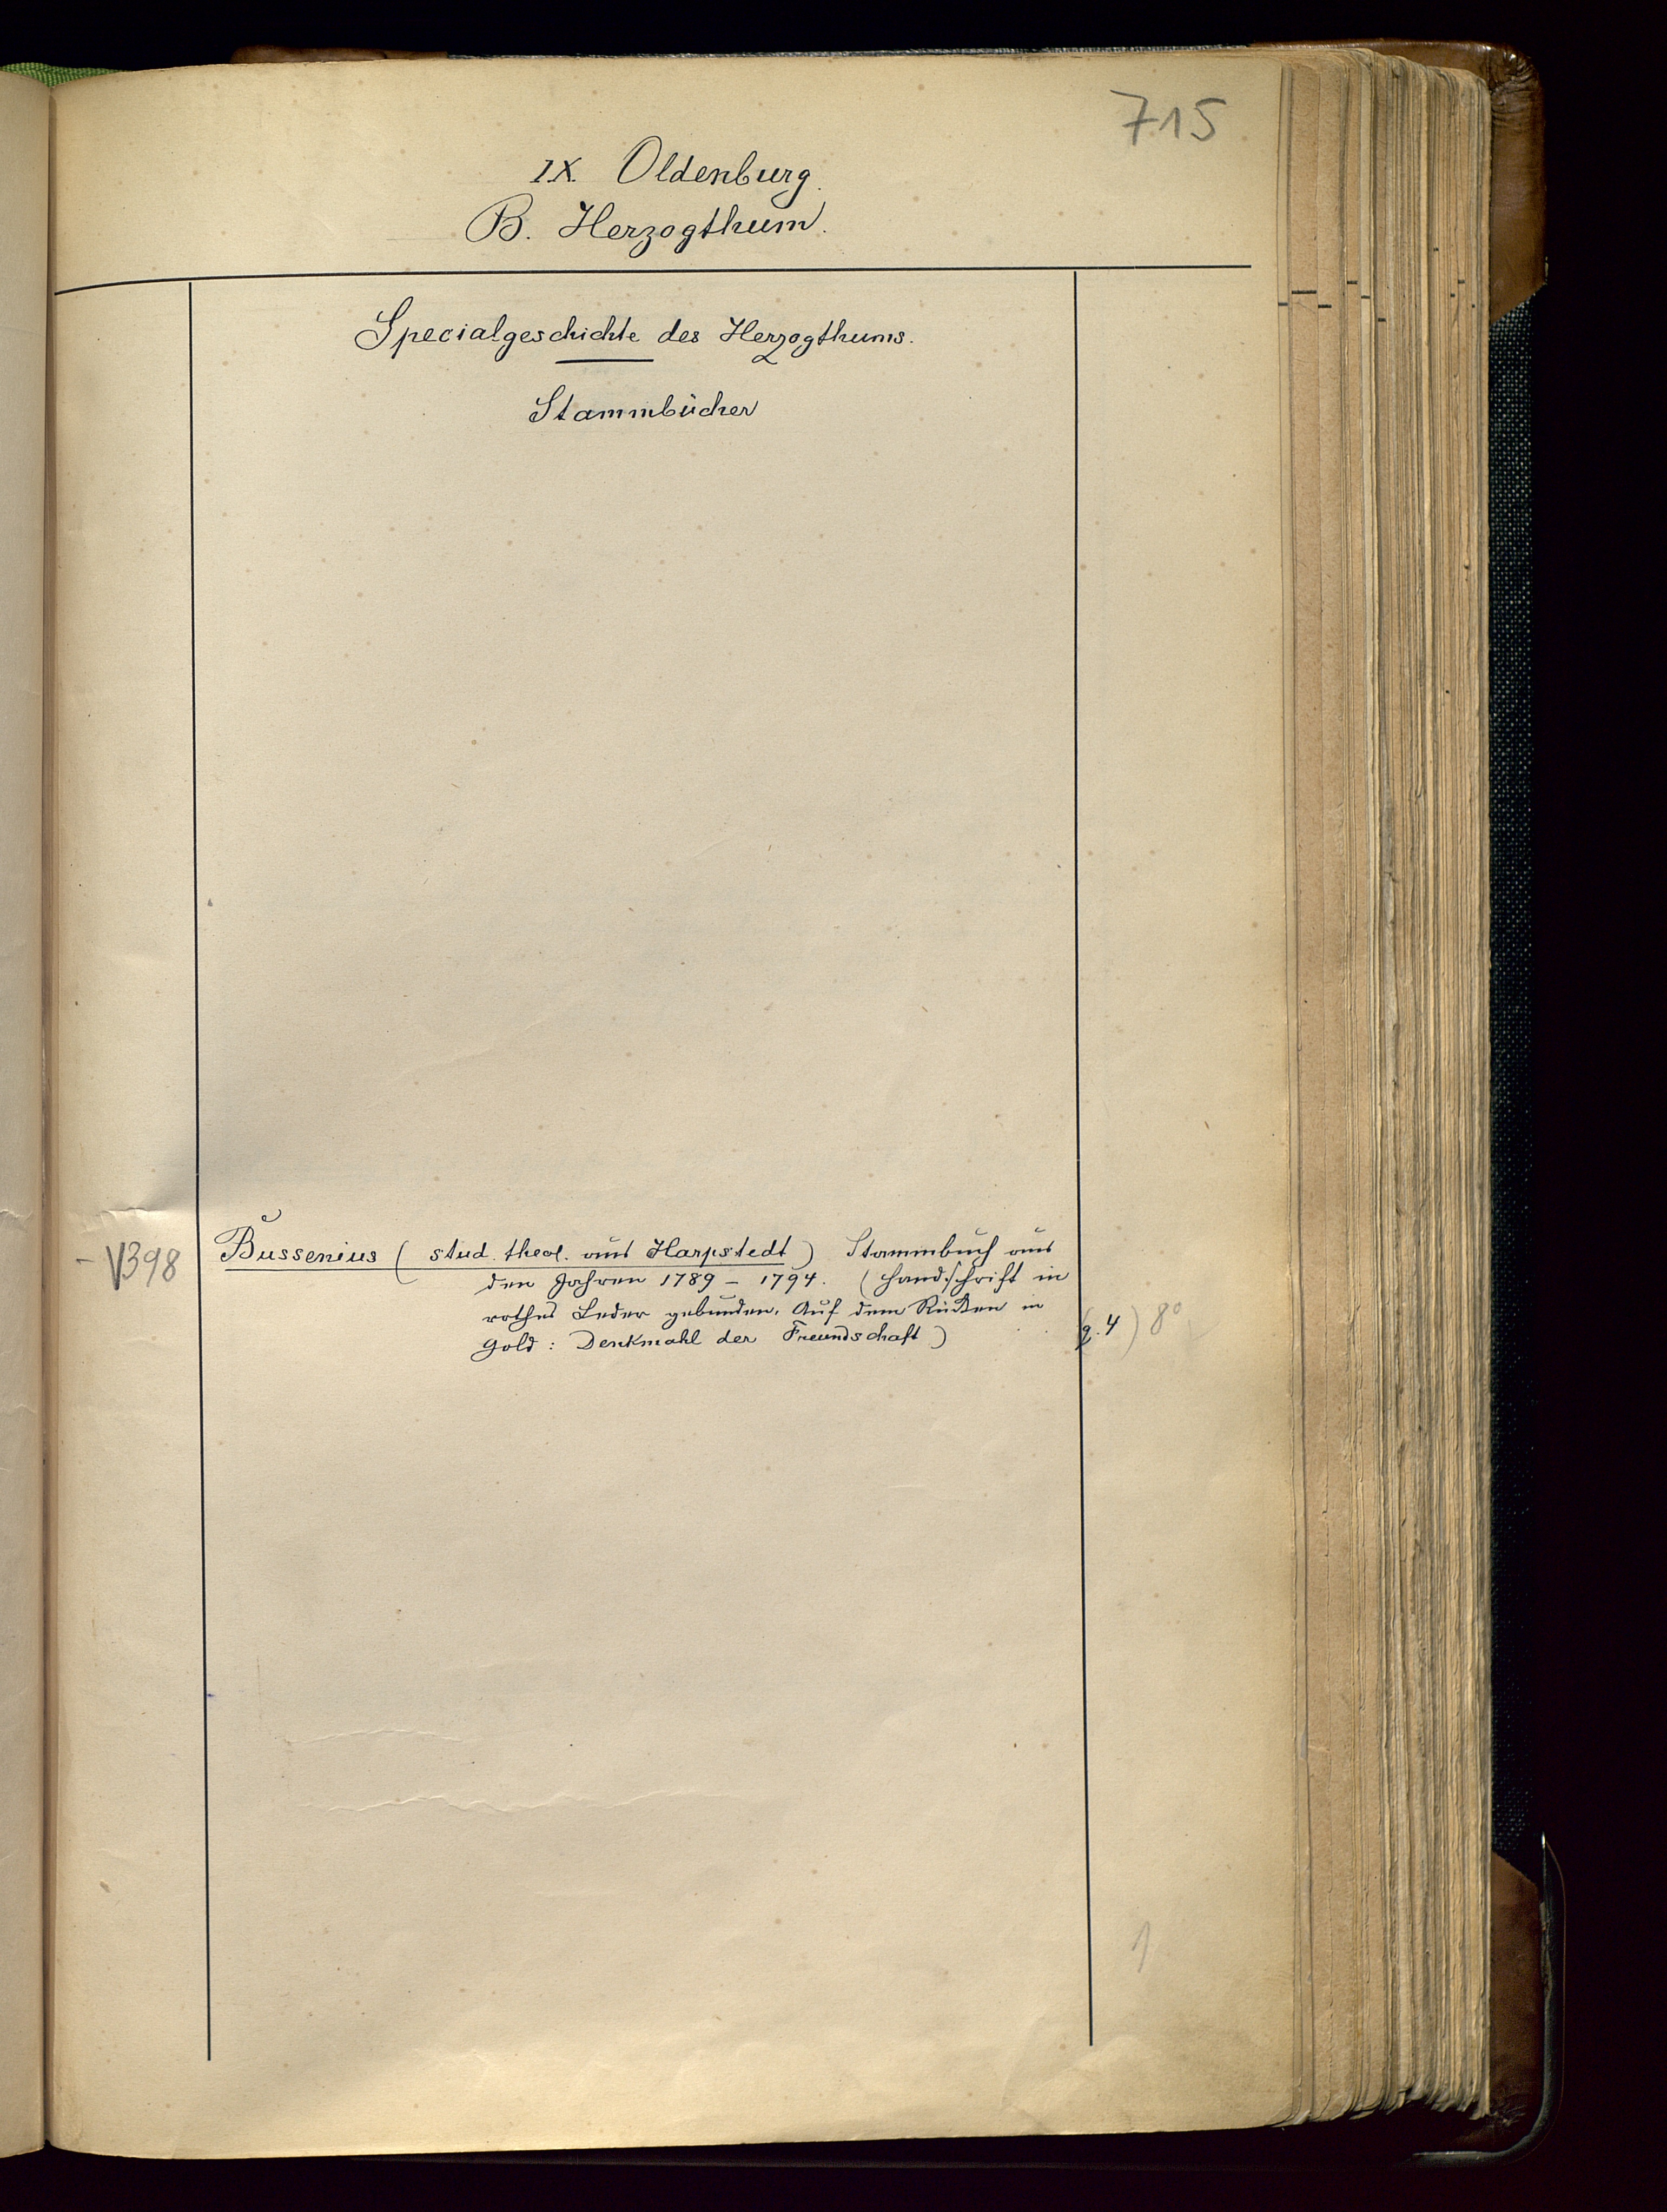 715
IX. Oldenburg.
B. Herzogthum.
Specialgeschichte des Herzogthums.
Stammbücher
- V398 Bussenius (stud. theol. aus Harpstedt) Stammbuch aus
den Jahren 1789 - 1794. (Handschrift in
rothes Leder gebunden. Auf dem Rücken in
Gold: Denkmahl der Freundschaft) (q. 4) 8°
1